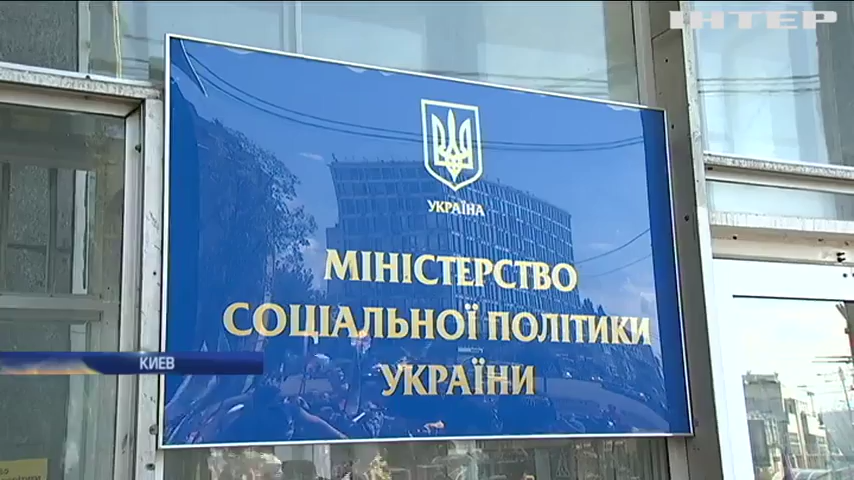 ІНТЕР
УКРАЇНА
МІНІСТЕРСТВО
СОЦІАЛЬНОЇ ПОЛІТИКИ
УКРАЇНИ
КИЕВ